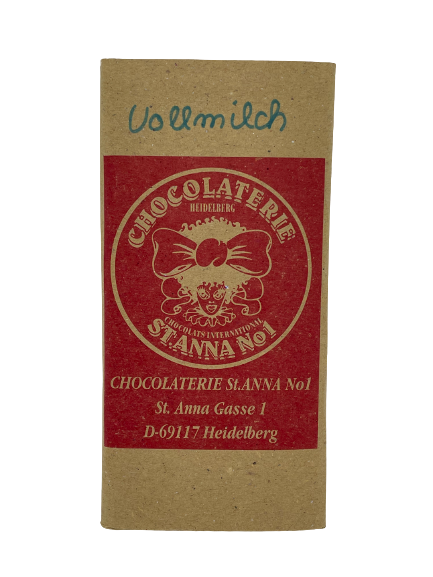 Vollmilch
CHOCOLATERIE
HEIDELBERG
CHOCOLATS INTERNATIONAL
ST. ANNA No1
CHOCOLATERIE St.ANNA No1
St. Anna Gasse 1
D-69117 Heidelberg